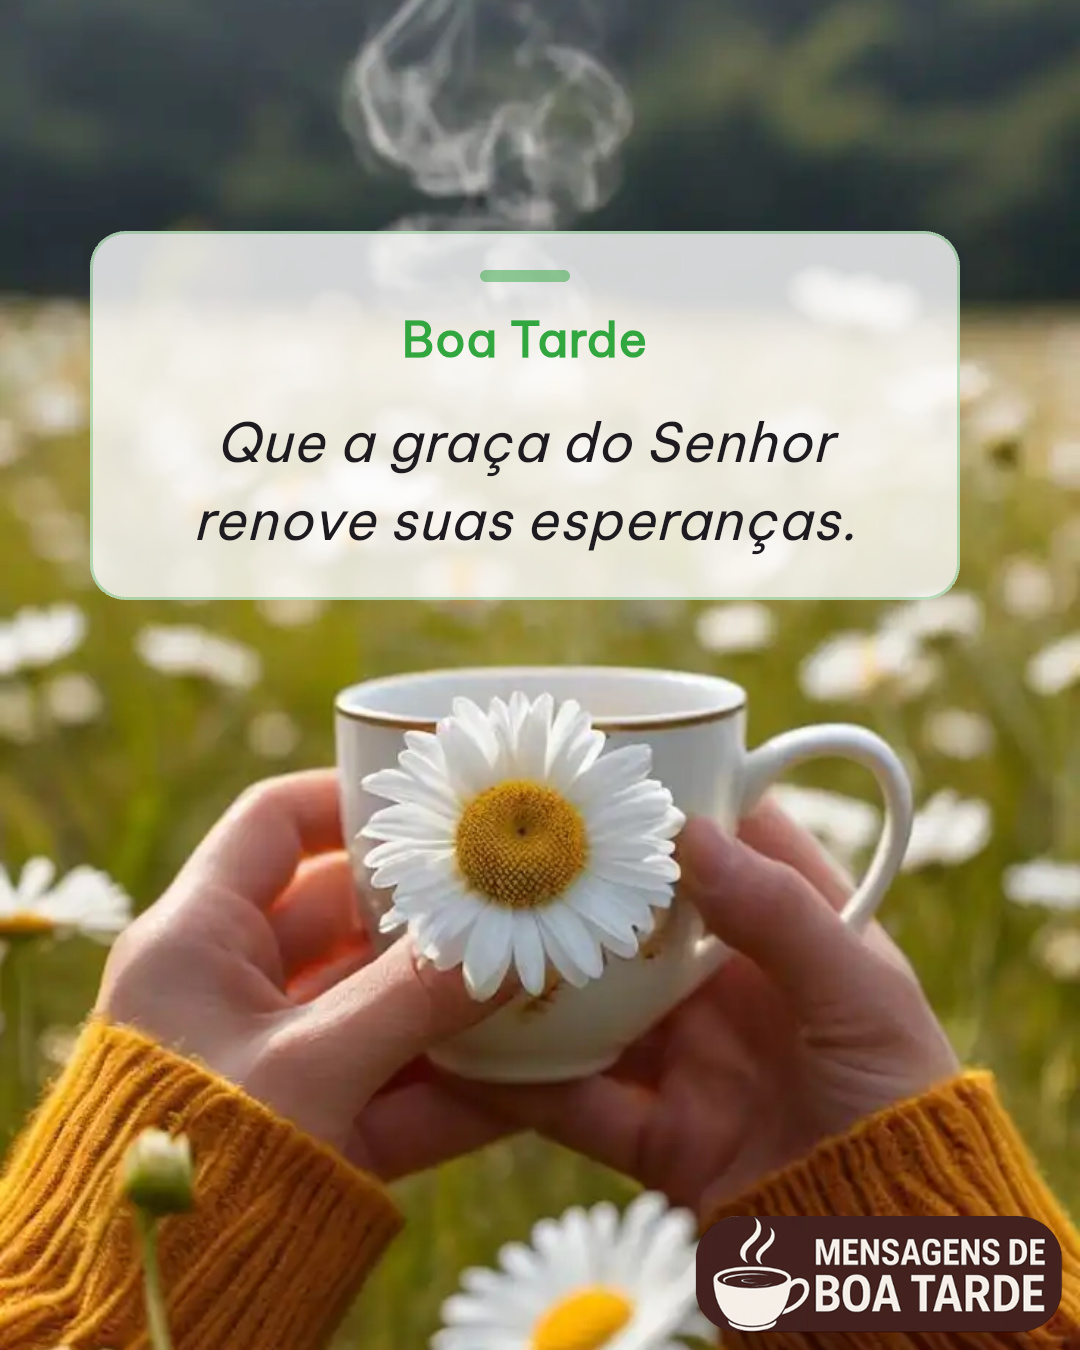 Boa Tarde
Que a graça do Senhor
renove suas esperanças.
MENSAGENS DE
BOA TARDE